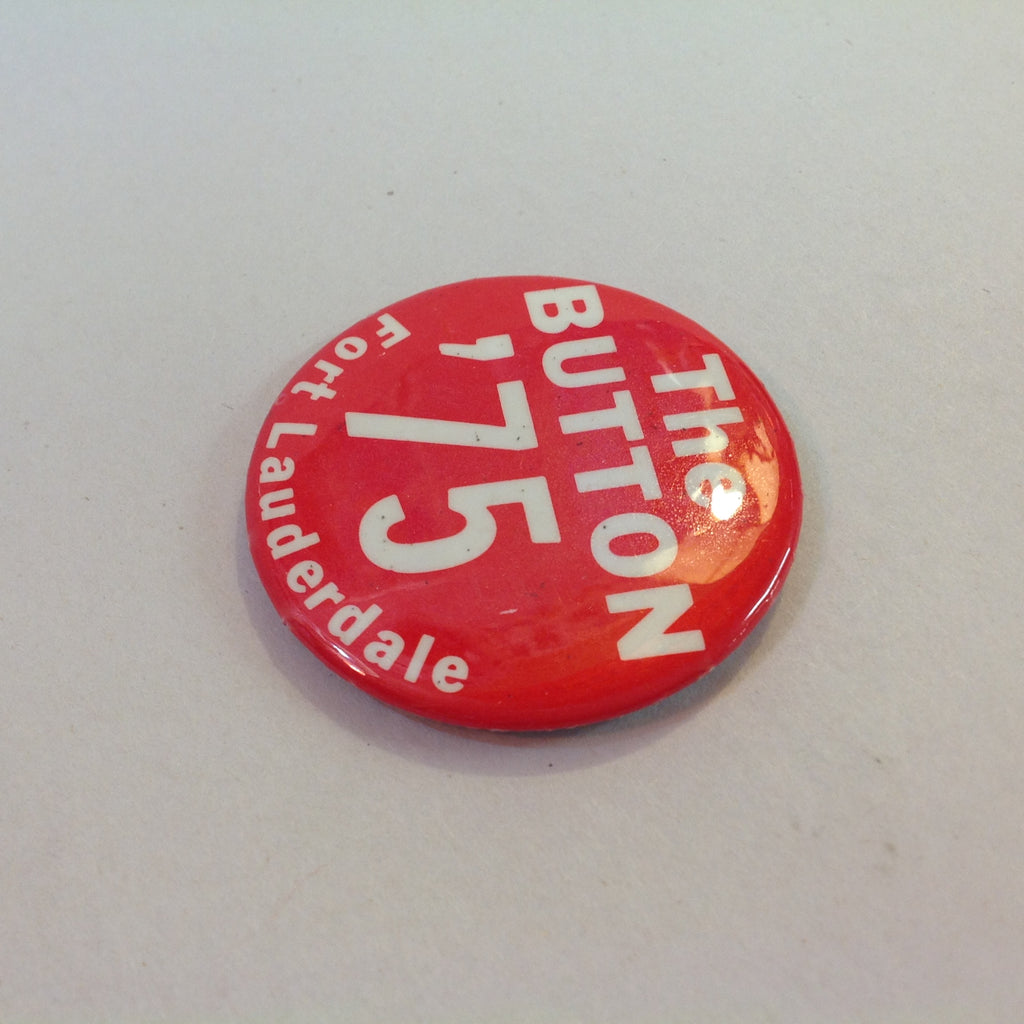 The
BUTTON
'75
Fort Lauderdale